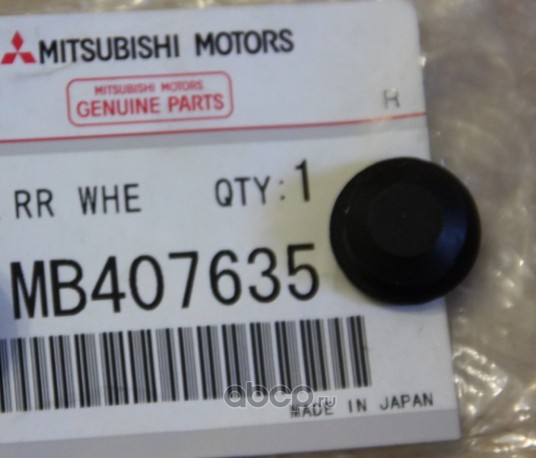 MITSUBISHI MOTORS
MITSUBISHI MOTORS
GENUINE PARTS
H
RR WHE QTY:1
MB407635
abcp.ru
MADE IN JAPAN